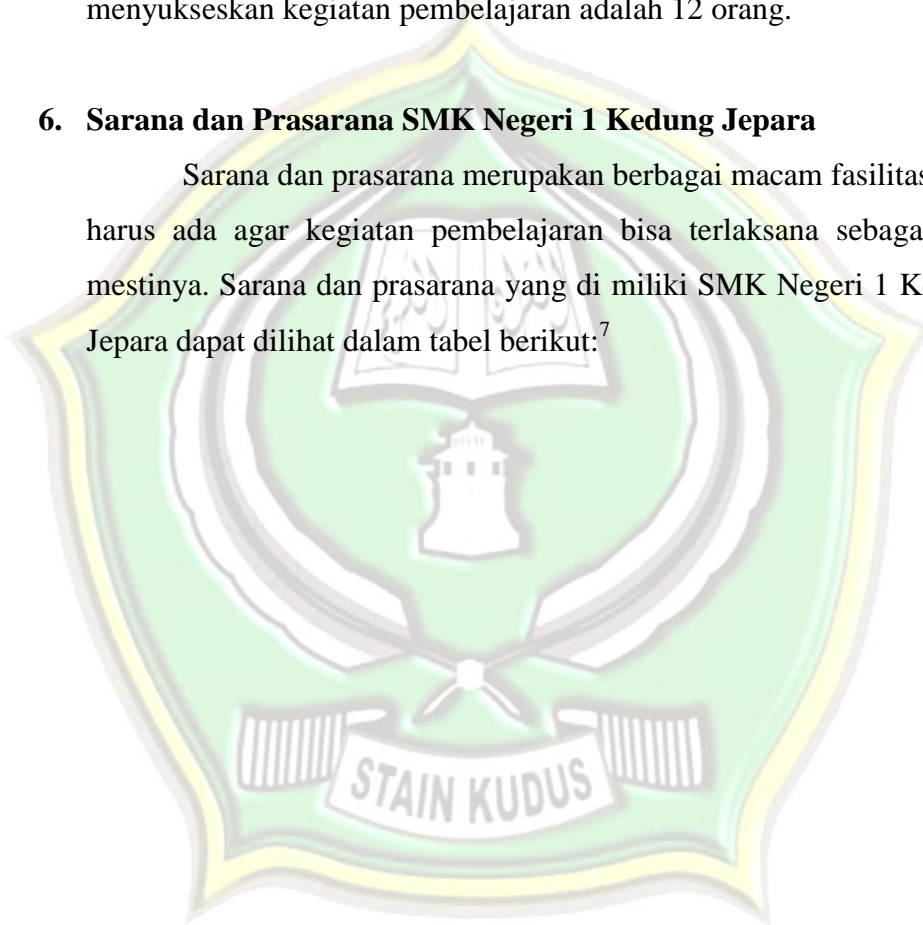 menyukseskan kegiatan pembelajaran adalah 12 orang.
6. Sarana dan Prasarana SMK Negeri 1 Kedung Jepara
Sarana dan prasarana merupakan berbagai macam fasilitas
harus ada agar kegiatan pembelajaran bisa terlaksana sebaga
mestinya. Sarana dan prasarana yang di miliki SMK Negeri 1 K
Jepara dapat dilihat dalam tabel berikut:7
STAIN KUDUS